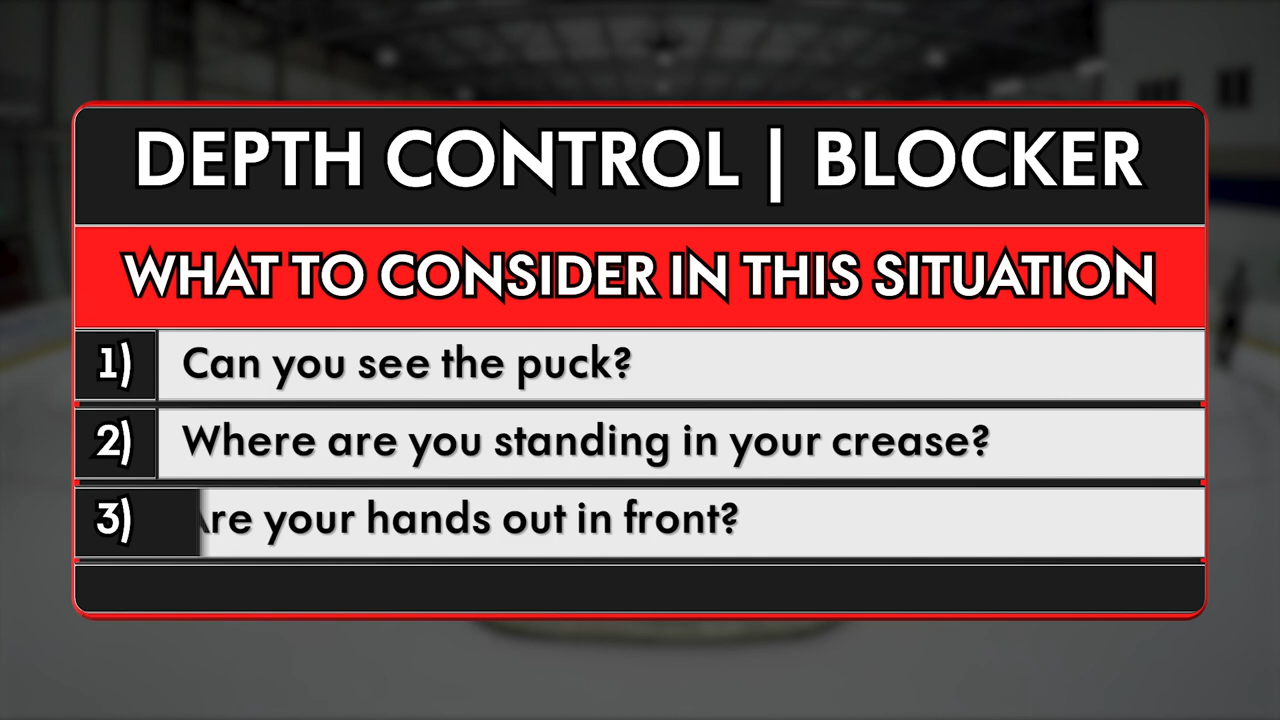 DEPTH CONTROL | BLOCKER
WHAT TO CONSIDER IN THIS SITUATION
1) Can you see the puck?
2) Where are you standing in your crease?
3) Are your hands out in front?